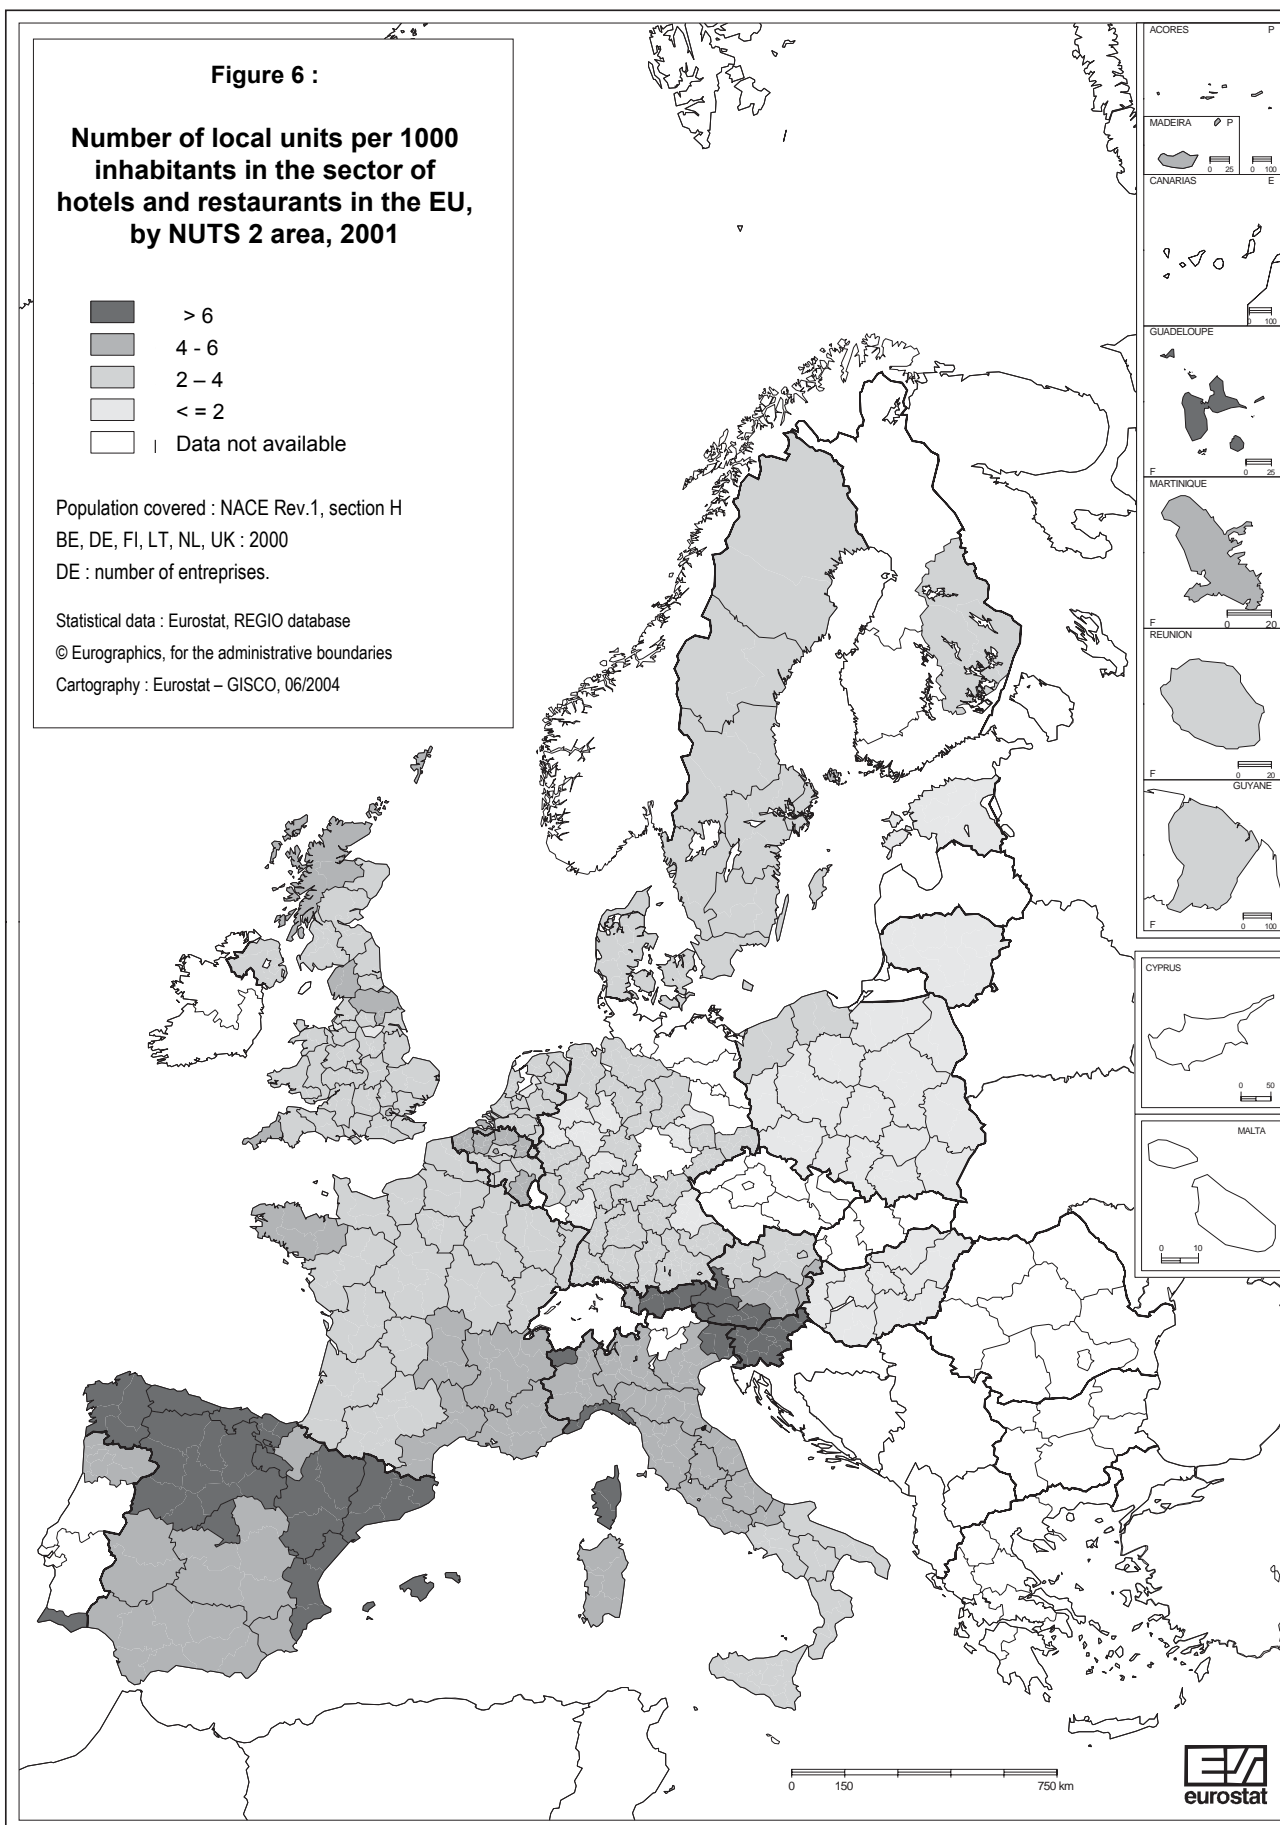 Figure 6 :
Number of local units per 1000
inhabitants in the sector of
hotels and restaurants in the EU,
by NUTS 2 area, 2001
> 6
4 - 6
2 – 4
< = 2
Data not available
Population covered : NACE Rev.1, section H
BE, DE, FI, LT, NL, UK : 2000
DE : number of entreprises.
Statistical data : Eurostat, REGIO database
© Eurographics, for the administrative boundaries
Cartography : Eurostat – GISCO, 06/2004
ACORES P
MADEIRA P
0 25 0 100
CANARIAS E
0 100
GUADELOUPE
F 0 25
MARTINIQUE
F 0 20
REUNION
F 0 20
GUYANE
F 0 100
CYPRUS
0 50
MALTA
0 10
0 150 750 km
eurostat